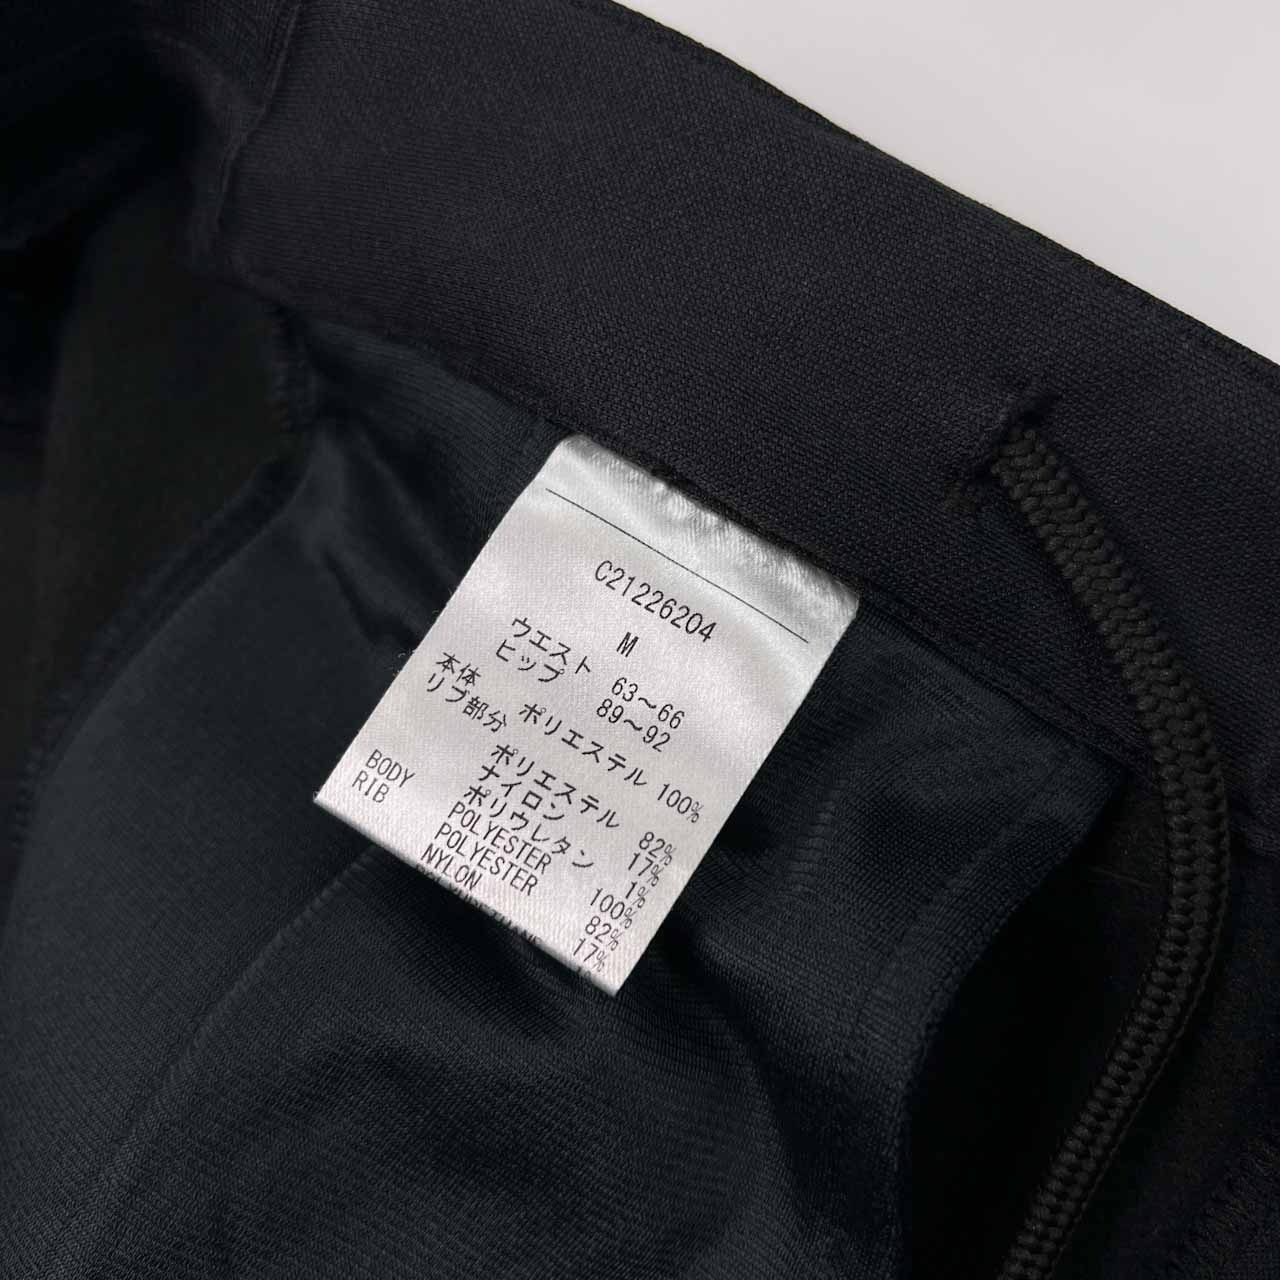 C21226204
M
ウエスト 63～66
ヒップ 89～92
本体 ポリエステル 100%
リブ部分 ポリエステル 82%
ナイロン 17%
ポリウレタン 1%
BODY POLYESTER 100%
RIB POLYESTER 82%
NYLON 17%